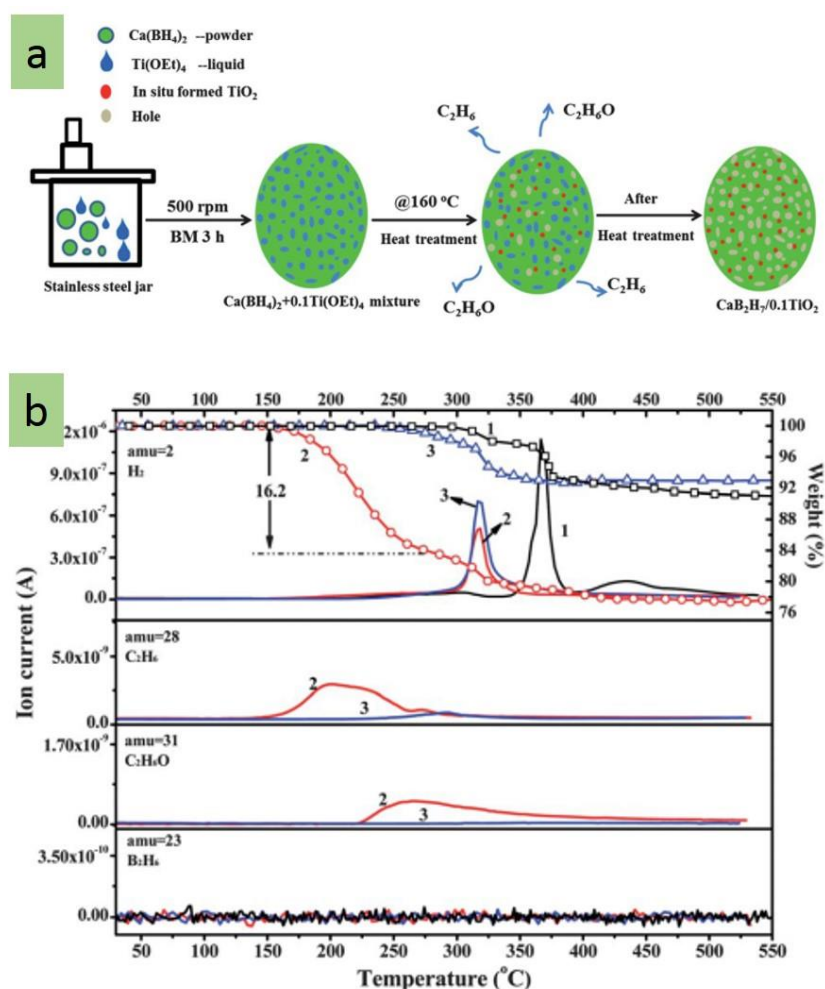 a
Ca(BH₄)₂ --powder
Ti(OEt)₄ --liquid
In situ formed TiO₂
Hole
C₂H₆
C₂H₆O
500 rpm
BM 3 h
@160 °C
Heat treatment
After
Heat treatment
Stainless steel jar
Ca(BH₄)₂+0.1Ti(OEt)₄ mixture
C₂H₆O
C₂H₆
CaB₂H₇/0.1TiO₂
b
50 100 150 200 250 300 350 400 450 500 550
2x10⁻⁶
9.0x10⁻⁷
6.0x10⁻⁷
3.0x10⁻⁷
0.0
amu=2
H₂
16.2
2
1
3
3
2
1
100
96
92
88
84
80
76
Weight (%)
Ion current (A)
5.0x10⁻⁹
0.0
amu=28
C₂H₆
2
3
1.70x10⁻⁹
0.00
amu=31
C₂H₆O
2
3
3.50x10⁻¹⁰
0.00
amu=23
B₂H₆
50 100 150 200 250 300 350 400 450 500 550
Temperature (°C)